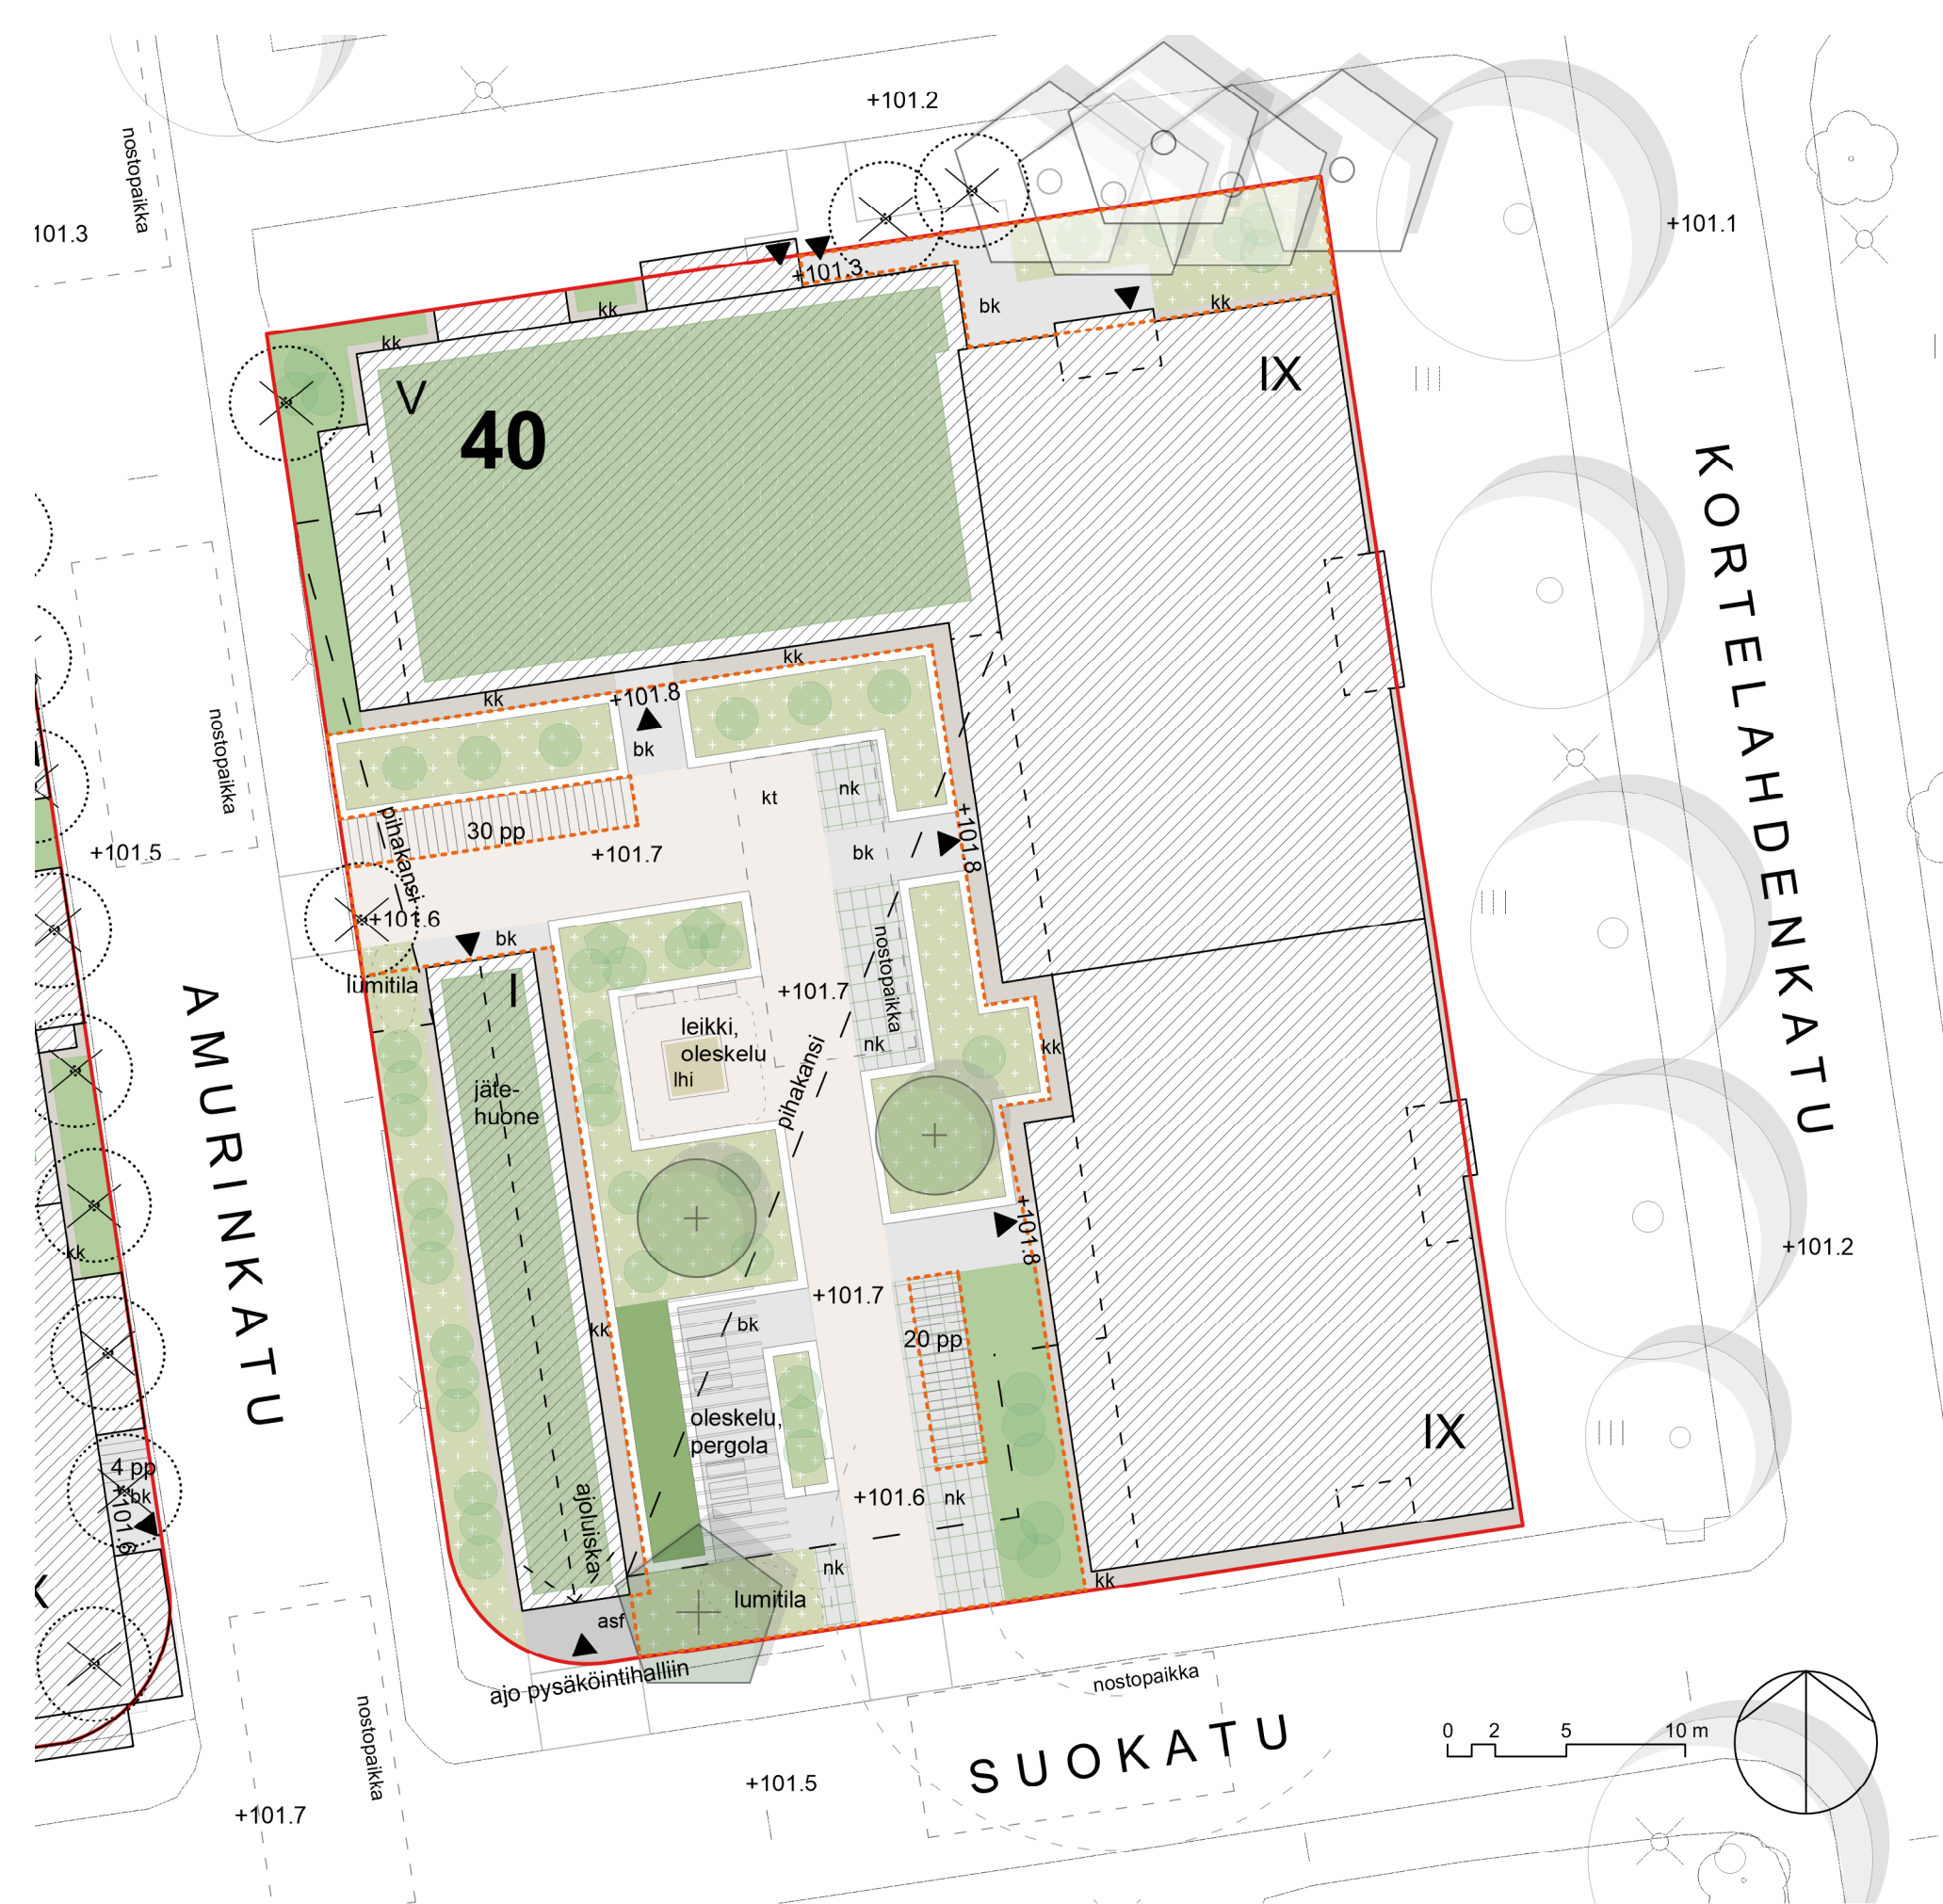 +101.2
nostopaikka
101.3
+101.1
+101.3
bk
kk
kk
kk
V
40
IX
KORTELAHDENKATU
kk
kk
+101.8
bk
nostopaikka
kt
nk
30 pp
pihakansi
+101.7
bk
+101.8
+101.5
+101.6
bk
lumitila
I
nostopaikka
+101.7
leikki,
oleskelu
lhi
nk
kk
pihakansi
jäte-
huone
AMURINKATU
+101.8
kk
+101.2
+101.7
kk
bk
20 pp
oleskelu,
pergola
IX
4 pp
bk
+101.6
ajoluiska
+101.6
nk
nk
kk
lumitila
asf
ajo pysäköintihalliin
nostopaikka
nostopaikka
SUOKATU
0 2 5 10 m
+101.5
+101.7